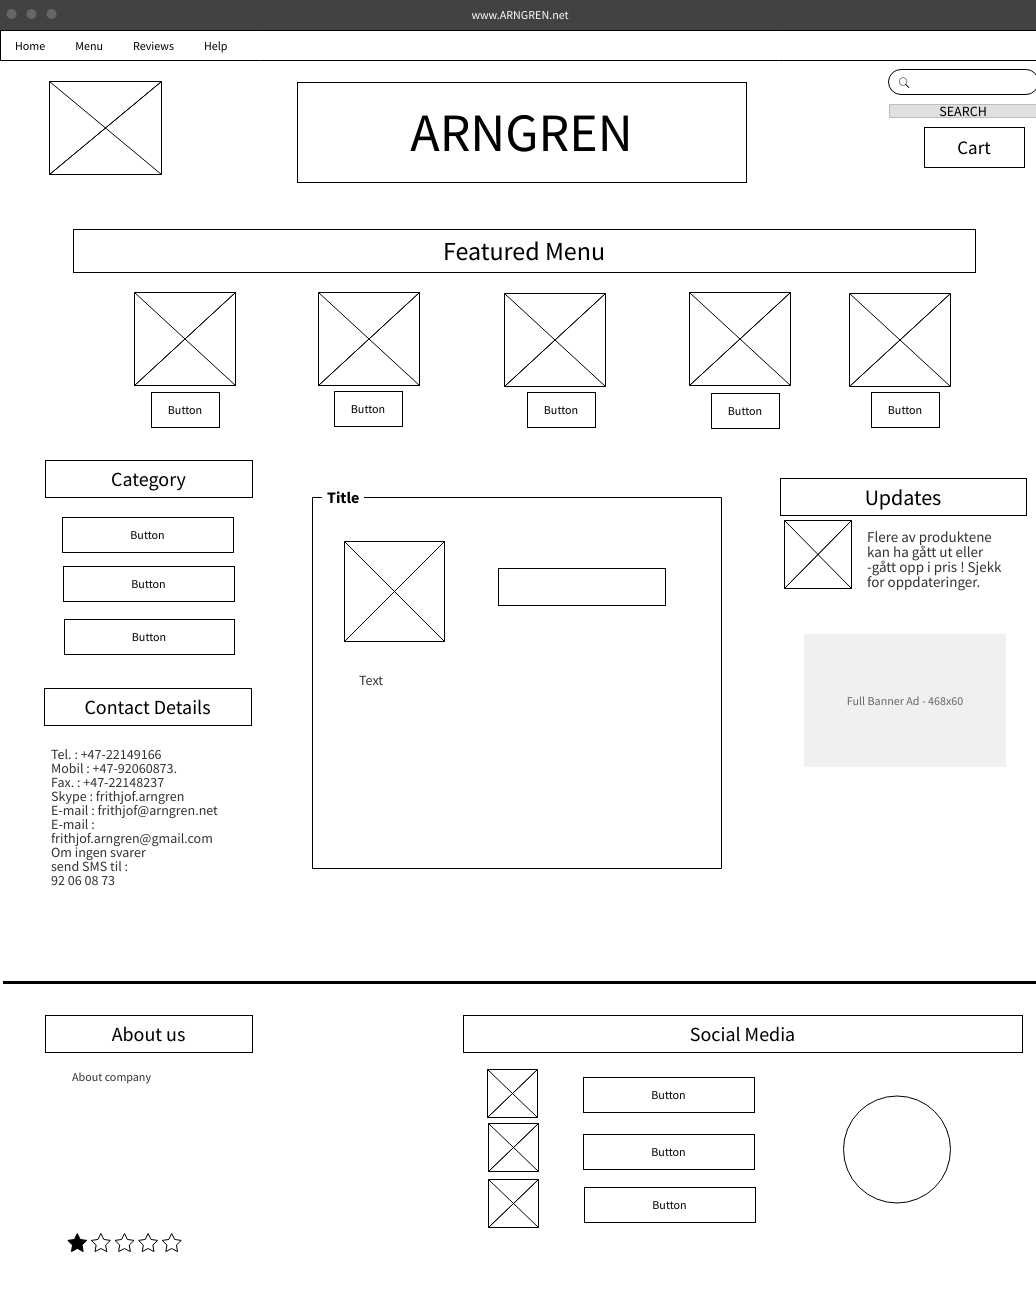 www.ARNGREN.net
Home
Menu
Reviews
Help
ARNGREN
SEARCH
Cart
Featured Menu
Button
Button
Button
Button
Button
Category
Button
Button
Button
Contact Details
Tel. : +47-22149166
Mobil : +47-92060873.
Fax. : +47-22148237
Skype : frithjof.arngren
E-mail : frithjof@arngren.net
E-mail :
frithjof.arngren@gmail.com
Om ingen svarer
send SMS til :
92 06 08 73
Title
Text
Updates
Flere av produktene
kan ha gått ut eller
-gått opp i pris ! Sjekk
for oppdateringer.
Full Banner Ad - 468x60
About us
About company
Social Media
Button
Button
Button